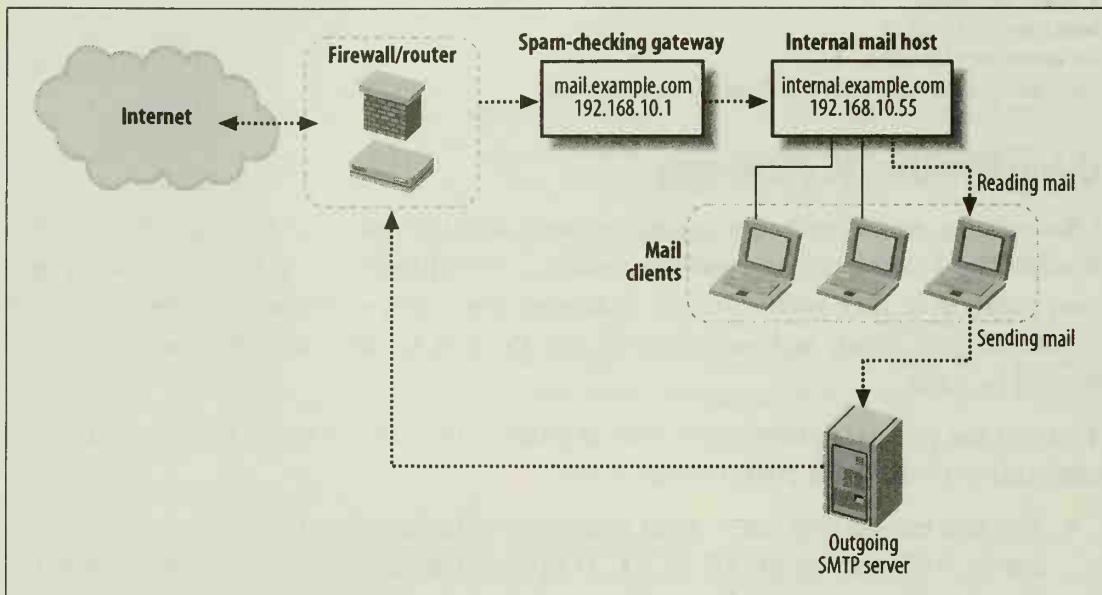 Internet
Firewall/router
Spam-checking gateway
mail.example.com
192.168.10.1
Internal mail host
internal.example.com
192.168.10.55
Reading mail
Mail
clients
Sending mail
Outgoing
SMTP server